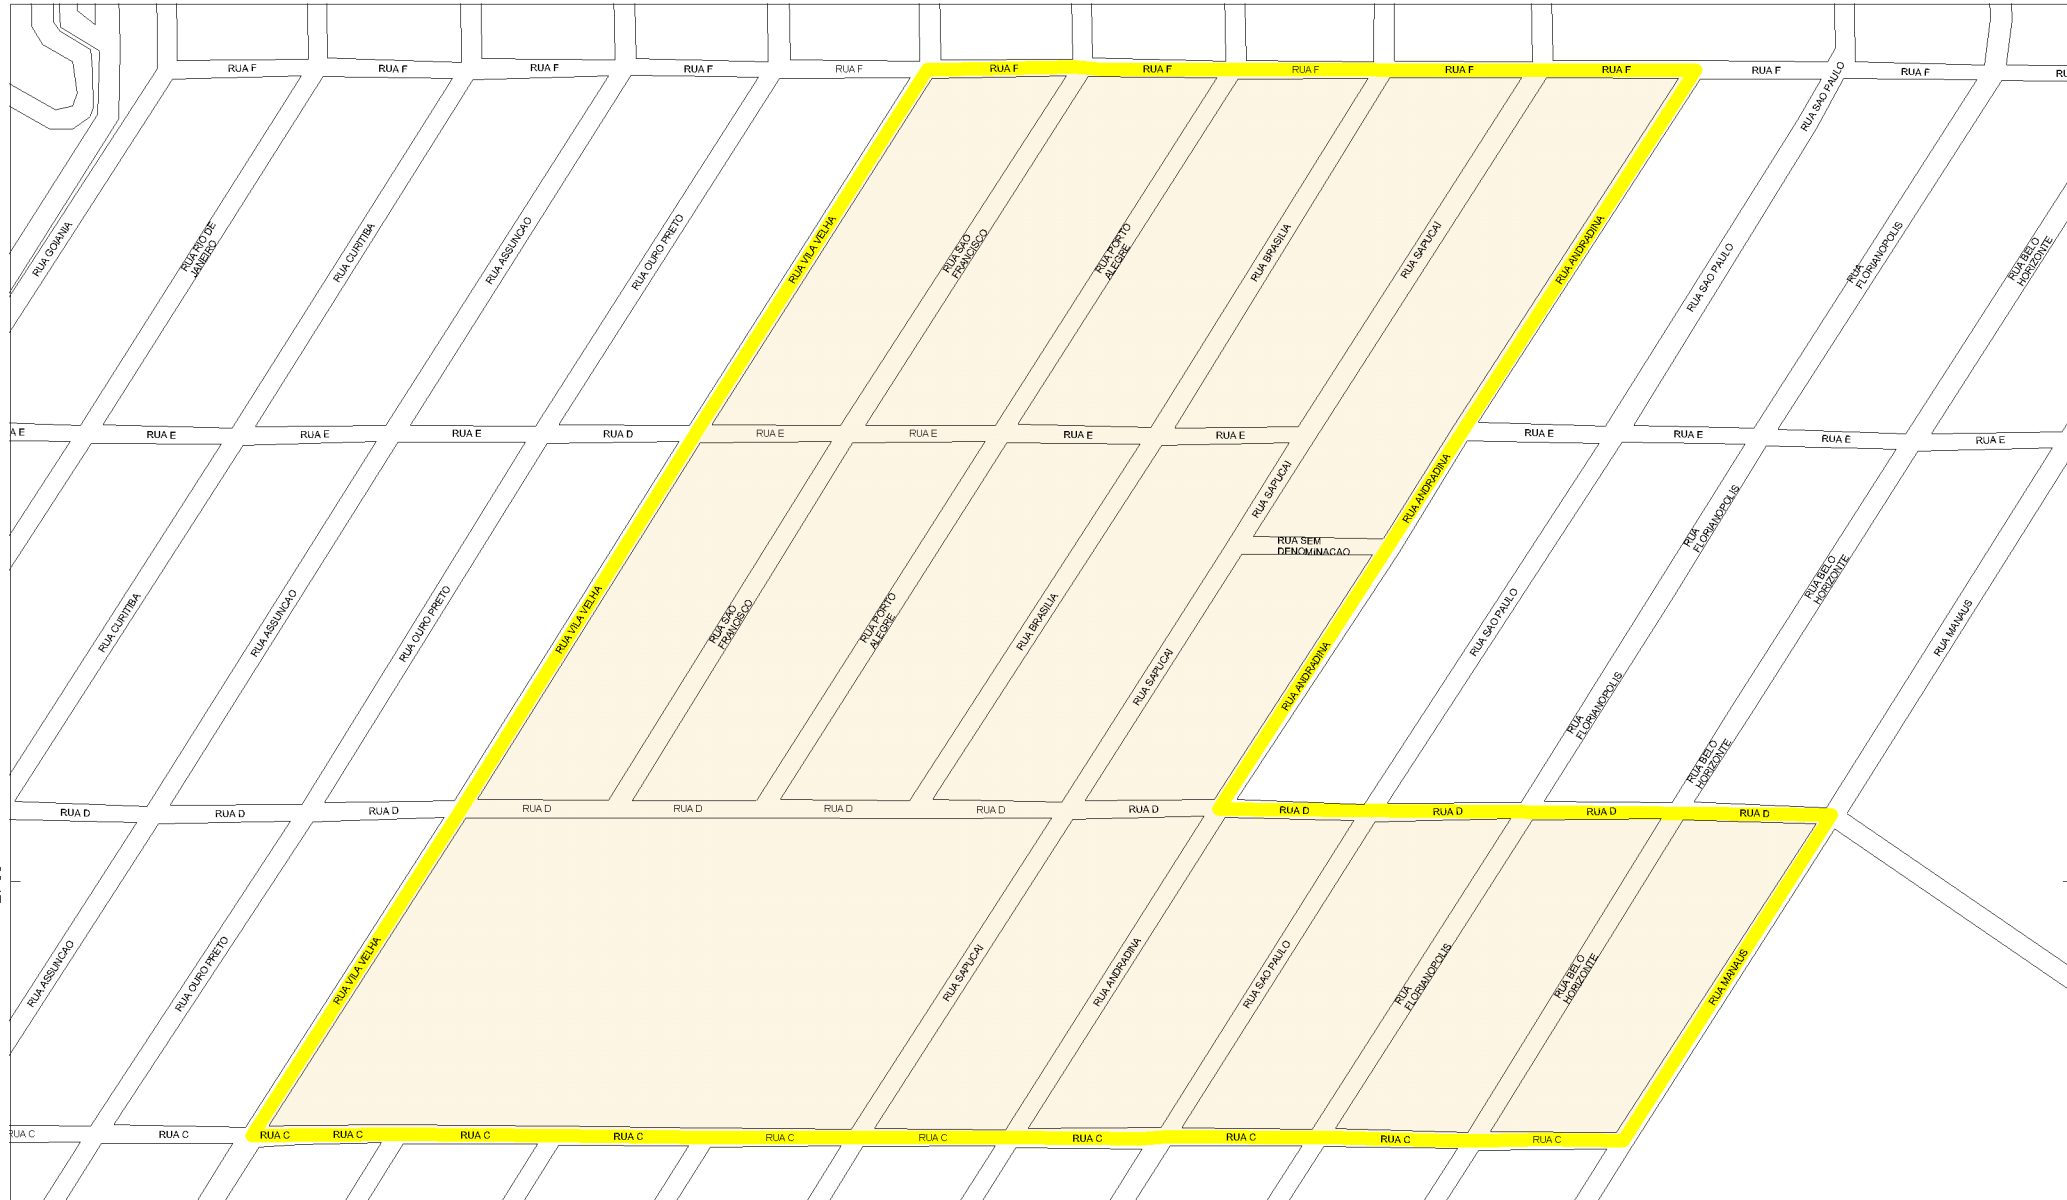 RUA F
RUA F
RUA F
RUA F
RUA F
RUA F
RUA F
RUA F
RUA F
RUA F
RUA F
RUA F
RUA SAO PAULO
RUA GOIANIA
RUA RIO DE
JANEIRO
RUA CURITIBA
RUA ASSUNCAO
RUA OURO PRETO
RUA VILA VELHA
RUA SAO
FRANCISCO
RUA PORTO
ALEGRE
RUA BRASILIA
RUA SAPUCAI
RUA ANDRADINA
RUA SAO PAULO
RUA
FLORIANOPOLIS
RUA BELO
HORIZONTE
A E
RUA E
RUA E
RUA E
RUA D
RUA E
RUA E
RUA E
RUA E
RUA E
RUA E
RUA E
RUA E
RUA SAPUCAI
RUA ANDRADINA
RUA SEM
DENOMINACAO
RUA
FLORIANOPOLIS
RUA CURITIBA
RUA ASSUNCAO
RUA OURO PRETO
RUA VILA VELHA
RUA SAO
FRANCISCO
RUA PORTO
ALEGRE
RUA BRASILIA
RUA SAPUCAI
RUA ANDRADINA
RUA SAO PAULO
RUA
FLORIANOPOLIS
RUA BELO
HORIZONTE
RUA MANAUS
RUA BELO
HORIZONTE
RUA D
RUA D
RUA D
RUA D
RUA D
RUA D
RUA D
RUA D
RUA D
RUA D
RUA D
RUA D
RUA ASSUNCAO
RUA OURO PRETO
RUA VILA VELHA
RUA SAPUCAI
RUA ANDRADINA
RUA SAO PAULO
RUA
FLORIANOPOLIS
RUA BELO
HORIZONTE
RUA MANAUS
RUA C
RUA C
RUA C
RUA C
RUA C
RUA C
RUA C
RUA C
RUA C
RUA C
RUA C
RUA C